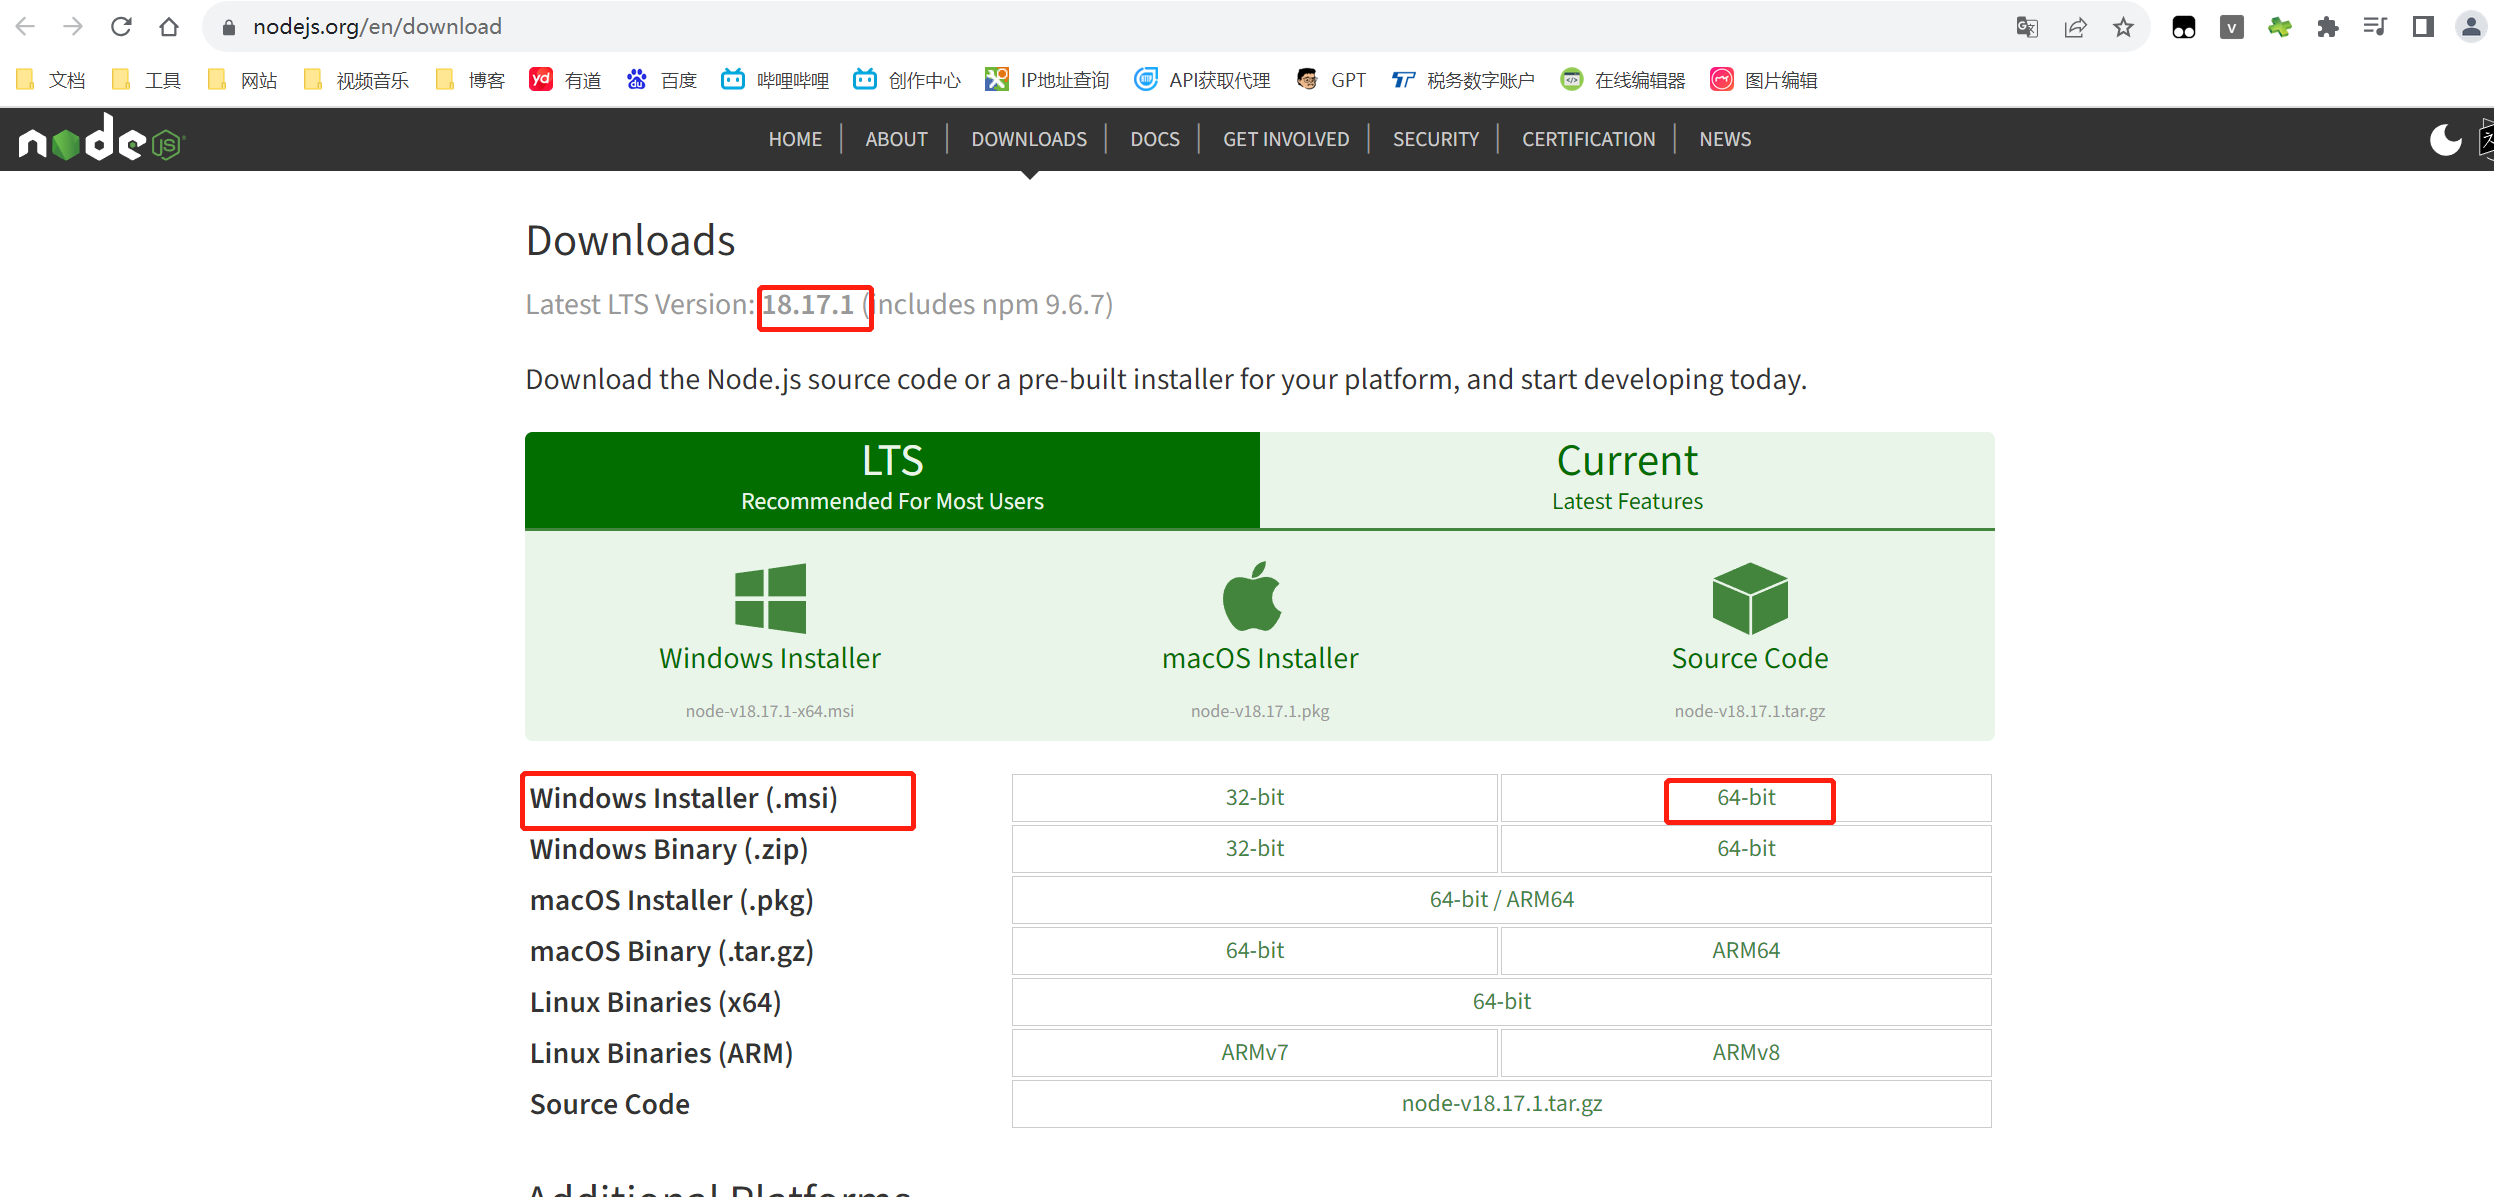 nodejs.org/en/download
文档 工具 网站 视频音乐 博客 yd 有道 百度 哔哩哔哩 创作中心 IP地址查询 API获取代理 GPT 税务数字账户 在线编辑器 图片编辑
node JS HOME ABOUT DOWNLOADS DOCS GET INVOLVED SECURITY CERTIFICATION NEWS
Downloads
Latest LTS Version: 18.17.1 (includes npm 9.6.7)
Download the Node.js source code or a pre-built installer for your platform, and start developing today.
LTS
Recommended For Most Users
Current
Latest Features
Windows Installer
node-v18.17.1-x64.msi
macOS Installer
node-v18.17.1.pkg
Source Code
node-v18.17.1.tar.gz
Windows Installer (.msi) 32-bit 64-bit
Windows Binary (.zip) 32-bit 64-bit
macOS Installer (.pkg) 64-bit / ARM64
macOS Binary (.tar.gz) 64-bit ARM64
Linux Binaries (x64) 64-bit
Linux Binaries (ARM) ARMv7 ARMv8
Source Code node-v18.17.1.tar.gz
Additional Platforms